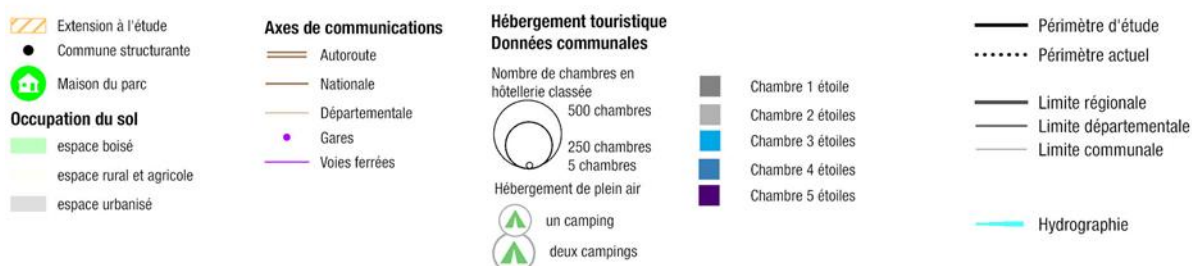 Extension à l'étude
Commune structurante
Maison du parc
Occupation du sol
espace boisé
espace rural et agricole
espace urbanisé
Axes de communications
Autoroute
Nationale
Départementale
Gares
Voies ferrées
Hébergement touristique
Données communales
Nombre de chambres en
hôtellerie classée
500 chambres
250 chambres
5 chambres
Hébergement de plein air
un camping
deux campings
Chambre 1 étoile
Chambre 2 étoiles
Chambre 3 étoiles
Chambre 4 étoiles
Chambre 5 étoiles
Périmètre d'étude
Périmètre actuel
Limite régionale
Limite départementale
Limite communale
Hydrographie